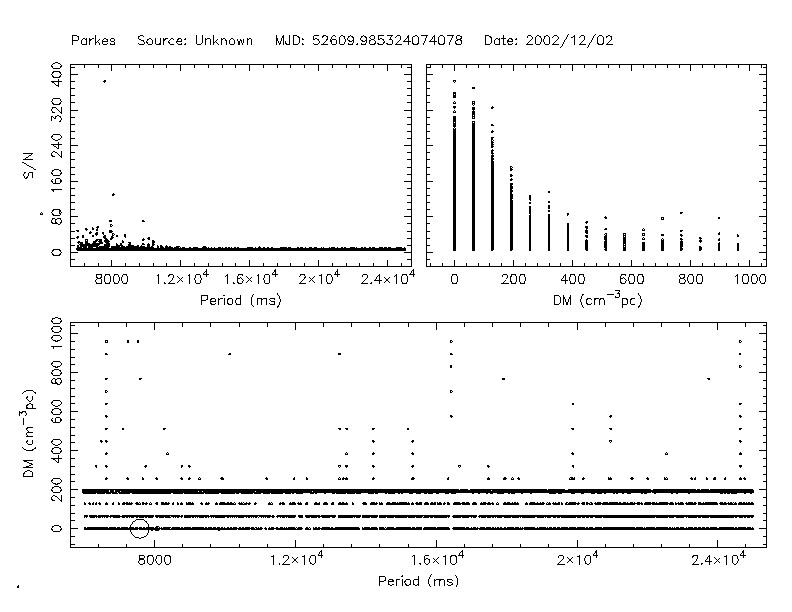 Parkes Source: Unknown MJD: 52609.985324074078 Date: 2002/12/02
S/N
400
320
240
160
80
0
8000 1.2×10⁴ 1.6×10⁴ 2×10⁴ 2.4×10⁴
Period (ms)
0 200 400 600 800 1000
DM (cm⁻³pc)
DM (cm⁻³pc)
1000
800
600
400
200
0
8000 1.2×10⁴ 1.6×10⁴ 2×10⁴ 2.4×10⁴
Period (ms)